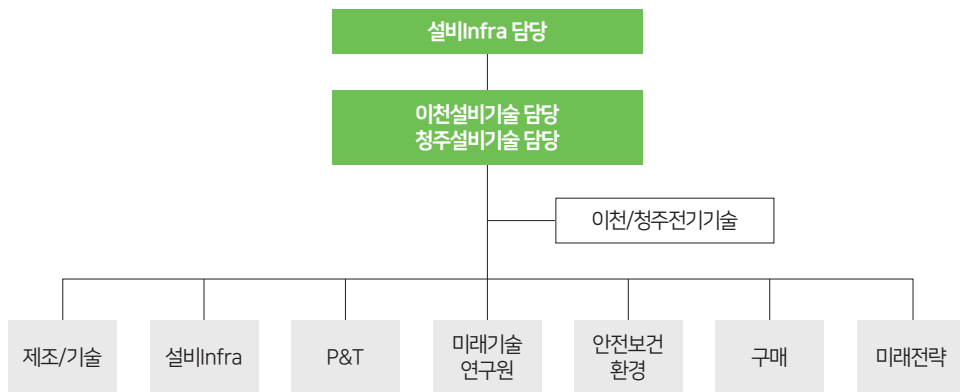 설비Infra 담당
이천설비기술 담당
청주설비기술 담당
이천/청주전기기술
제조/기술
설비Infra
P&T
미래기술
연구원
안전보건
환경
구매
미래전략